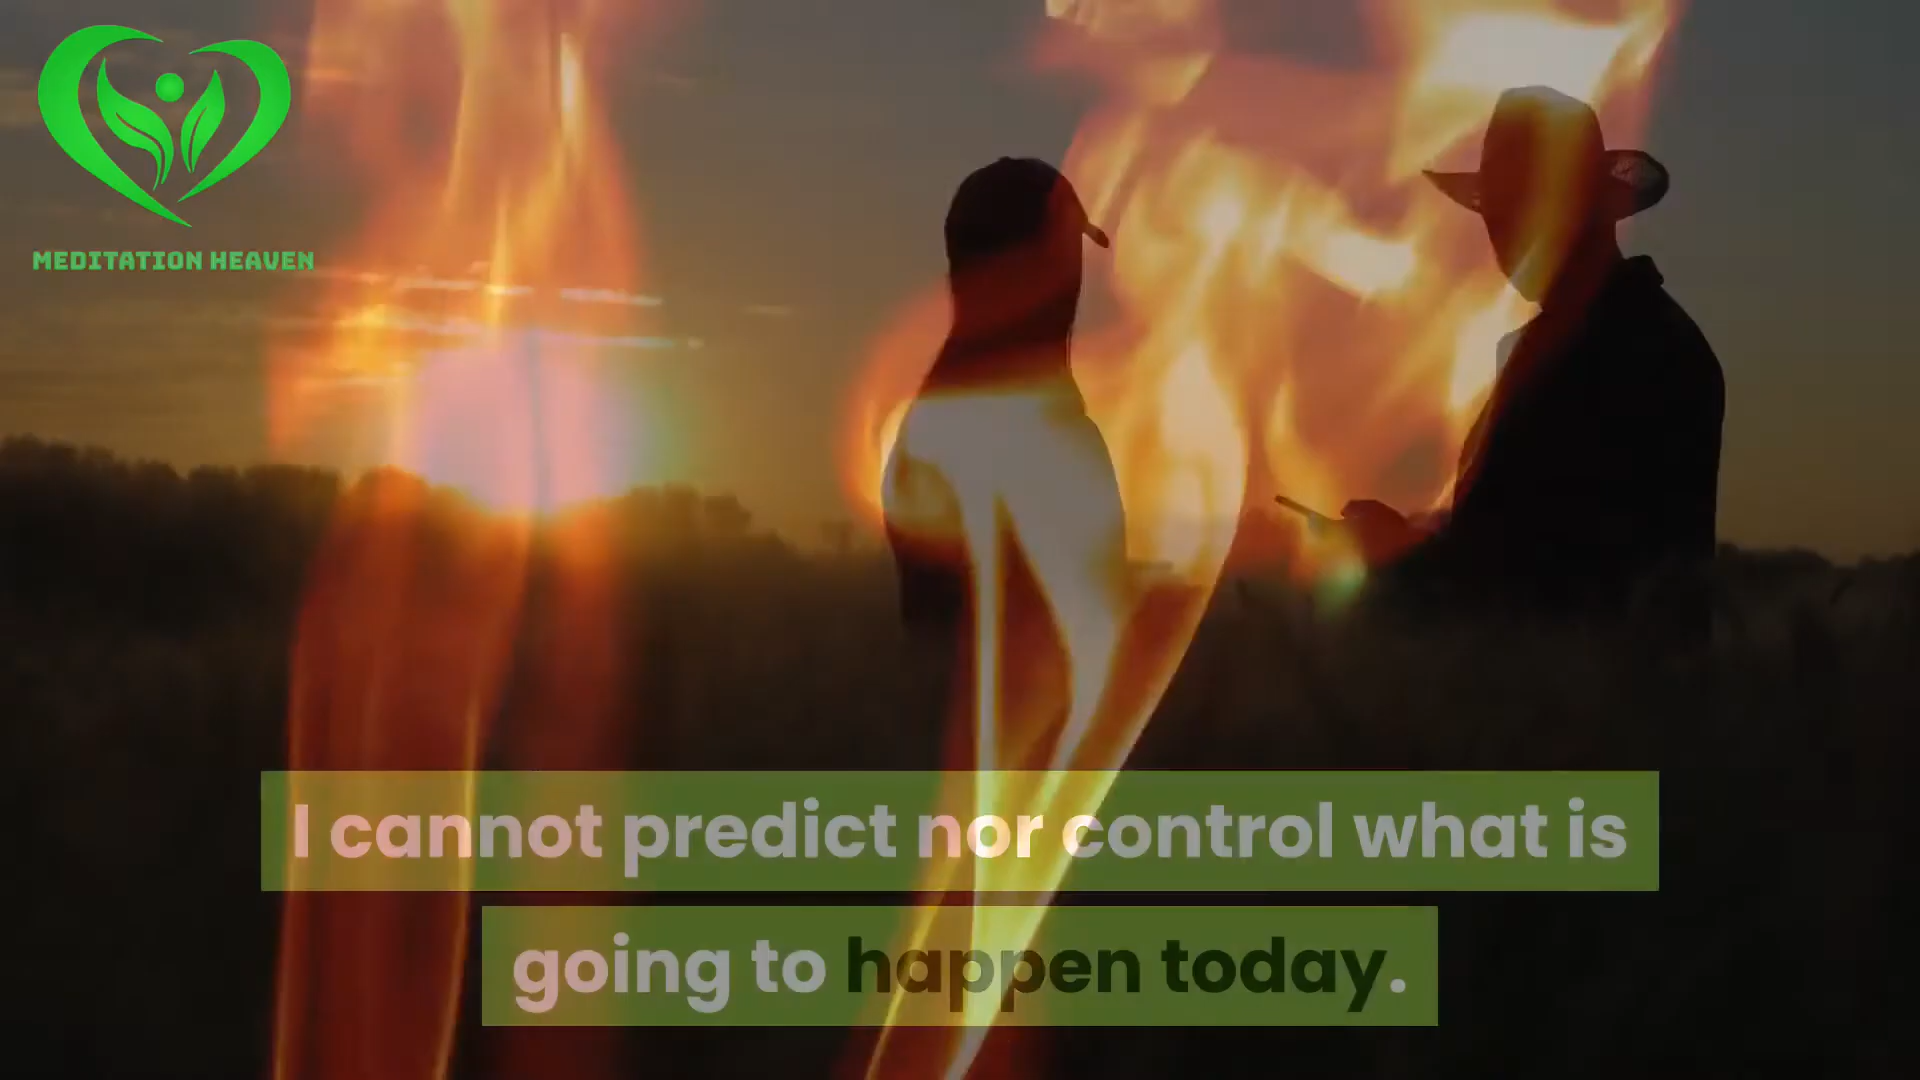 MEDITATION HEAVEN
I cannot predict nor control what is
going to happen today.